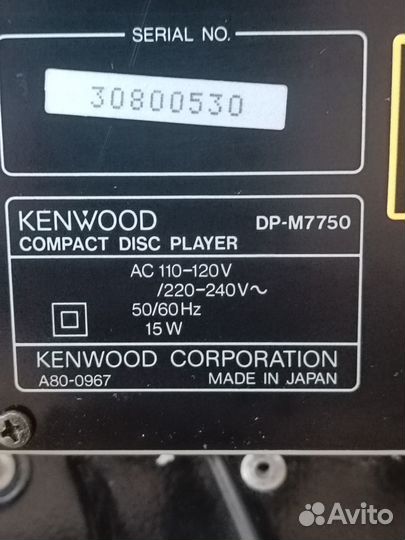 SERIAL NO.
30800530
KENWOOD DP-M7750
COMPACT DISC PLAYER
AC 110-120V
/220-240V~
50/60Hz
15W
KENWOOD CORPORATION
A80-0967 MADE IN JAPAN
Avito